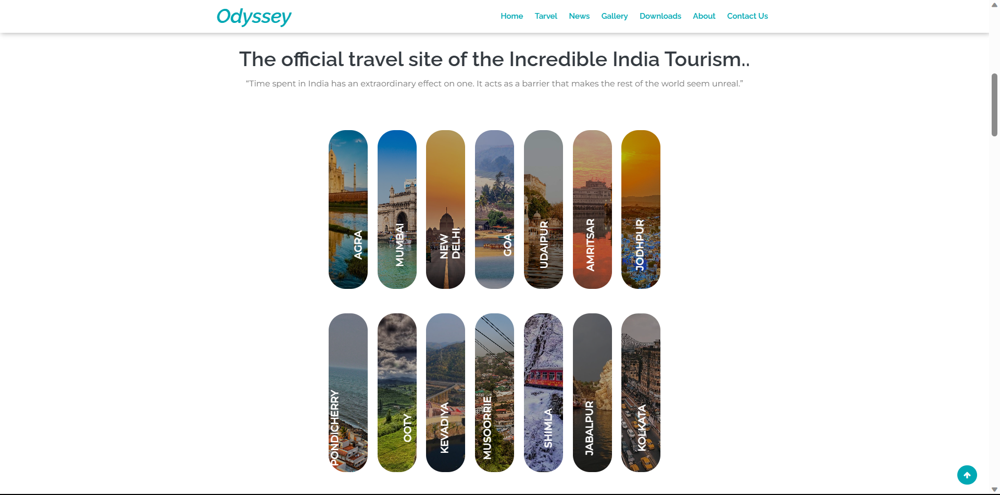 Odyssey
Home Tarvel News Gallery Downloads About Contact Us
The official travel site of the Incredible India Tourism..
“Time spent in India has an extraordinary effect on one. It acts as a barrier that makes the rest of the world seem unreal.”
AGRA
MUMBAI
NEW
DELHI
GOA
UDAIPUR
AMRITSAR
JODHPUR
PONDICHERRY
OOTY
KEVADIYA
MUSOORRIE
SHIMLA
JABALPUR
KOLKATA